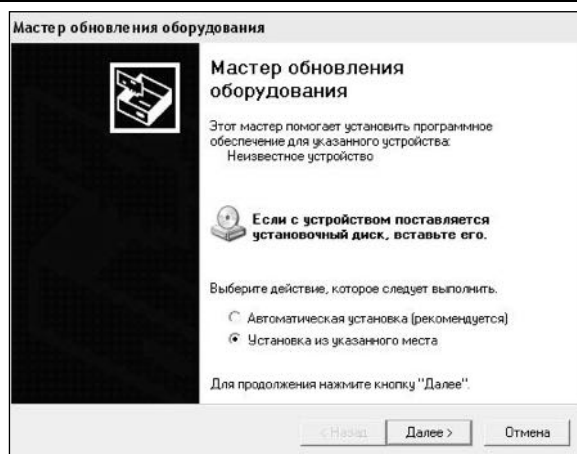 Мастер обновления оборудования
Мастер обновления
оборудования
Этот мастер помогает установить программное
обеспечение для указанного устройства:
Неизвестное устройство
Если с устройством поставляется
установочный диск, вставьте его.
Выберите действие, которое следует выполнить.
Автоматическая установка (рекомендуется)
Установка из указанного места
Для продолжения нажмите кнопку "Далее".
< Назад Далее > Отмена